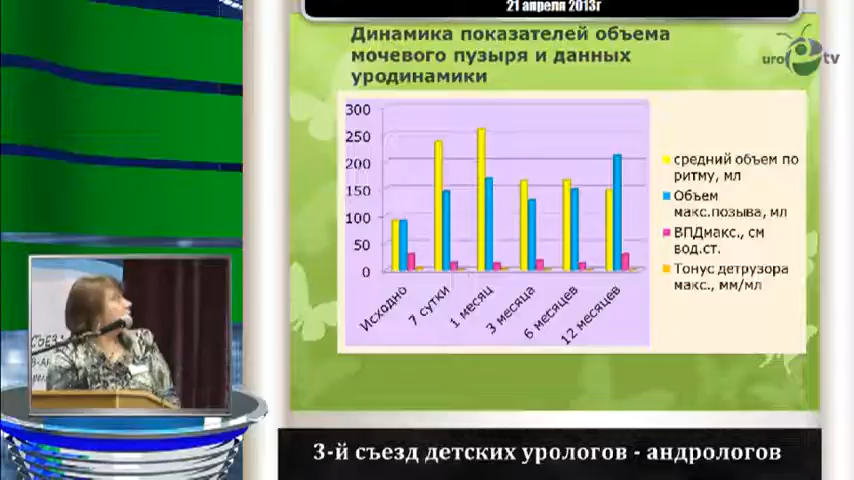 21 апреля 2013г
Динамика показателей объема
мочевого пузыря и данных
уродинамики
uro tv
300
250
200
150
100
50
0
Исходно
7 сутки
1 месяц
3 месяца
6 месяцев
12 месяцев
средний объем по
ритму, мл
Объем
макс.позыва, мл
ВПДмакс., см
вод.ст.
Тонус детрузора
макс., мм/мл
3-й съезд детских урологов - андрологов